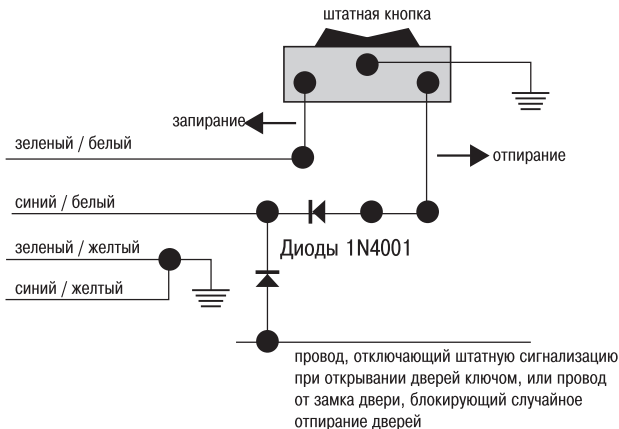 штатная кнопка
запирание
зеленый / белый
отпирание
синий / белый
зеленый / желтый
Диоды 1N4001
синий / желтый
провод, отключающий штатную сигнализацию
при открывании дверей ключом, или провод
от замка двери, блокирующий случайное
отпирание дверей